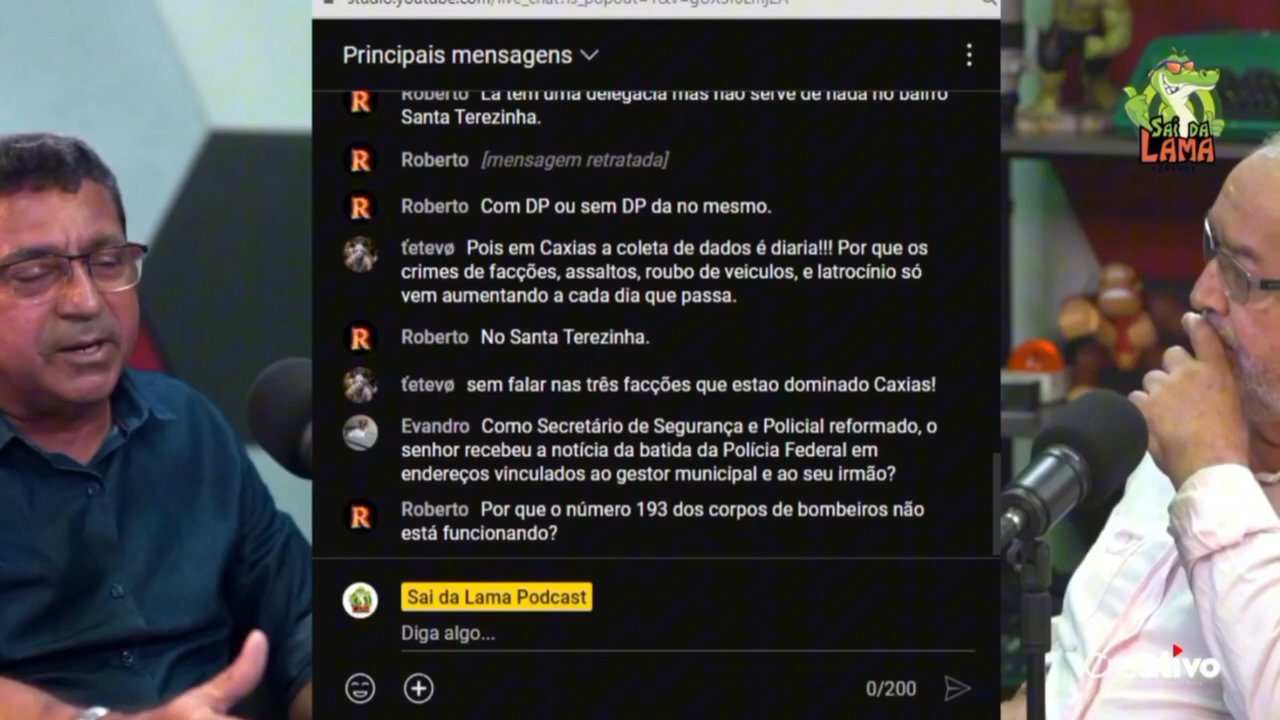 Principais mensagens
Roberto La tem uma delegacia mas não serve de nada no bairro
Santa Terezinha.
Roberto [mensagem retratada]
Roberto Com DP ou sem DP da no mesmo.
tetevø Pois em Caxias a coleta de dados é diaria!!! Por que os
crimes de facções, assaltos, roubo de veiculos, e latrocínio só
vem aumentando a cada dia que passa.
Roberto No Santa Terezinha.
tetevø sem falar nas três facções que estao dominado Caxias!
Evandro Como Secretário de Segurança e Policial reformado, o
senhor recebeu a notícia da batida da Polícia Federal em
endereços vinculados ao gestor municipal e ao seu irmão?
Roberto Por que o número 193 dos corpos de bombeiros não
está funcionando?
Sai da Lama Podcast
Diga algo...
0/200
SAI DA
LAMA